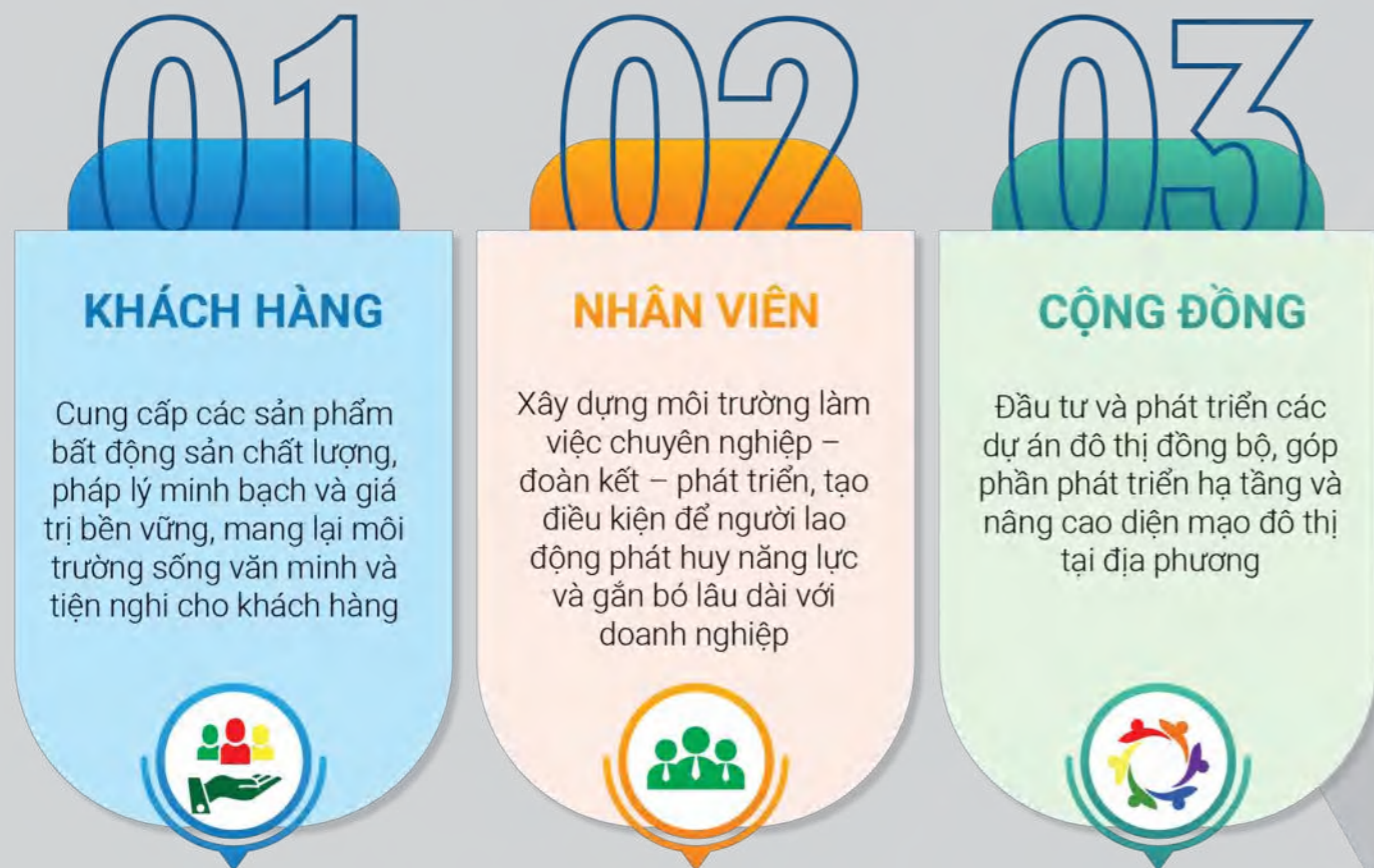 01
KHÁCH HÀNG
Cung cấp các sản phẩm
bất động sản chất lượng,
pháp lý minh bạch và giá
trị bền vững, mang lại môi
trường sống văn minh và
tiện nghi cho khách hàng
02
NHÂN VIÊN
Xây dựng môi trường làm
việc chuyên nghiệp –
đoàn kết – phát triển, tạo
điều kiện để người lao
động phát huy năng lực
và gắn bó lâu dài với
doanh nghiệp
03
CỘNG ĐỒNG
Đầu tư và phát triển các
dự án đô thị đồng bộ, góp
phần phát triển hạ tầng và
nâng cao diện mạo đô thị
tại địa phương